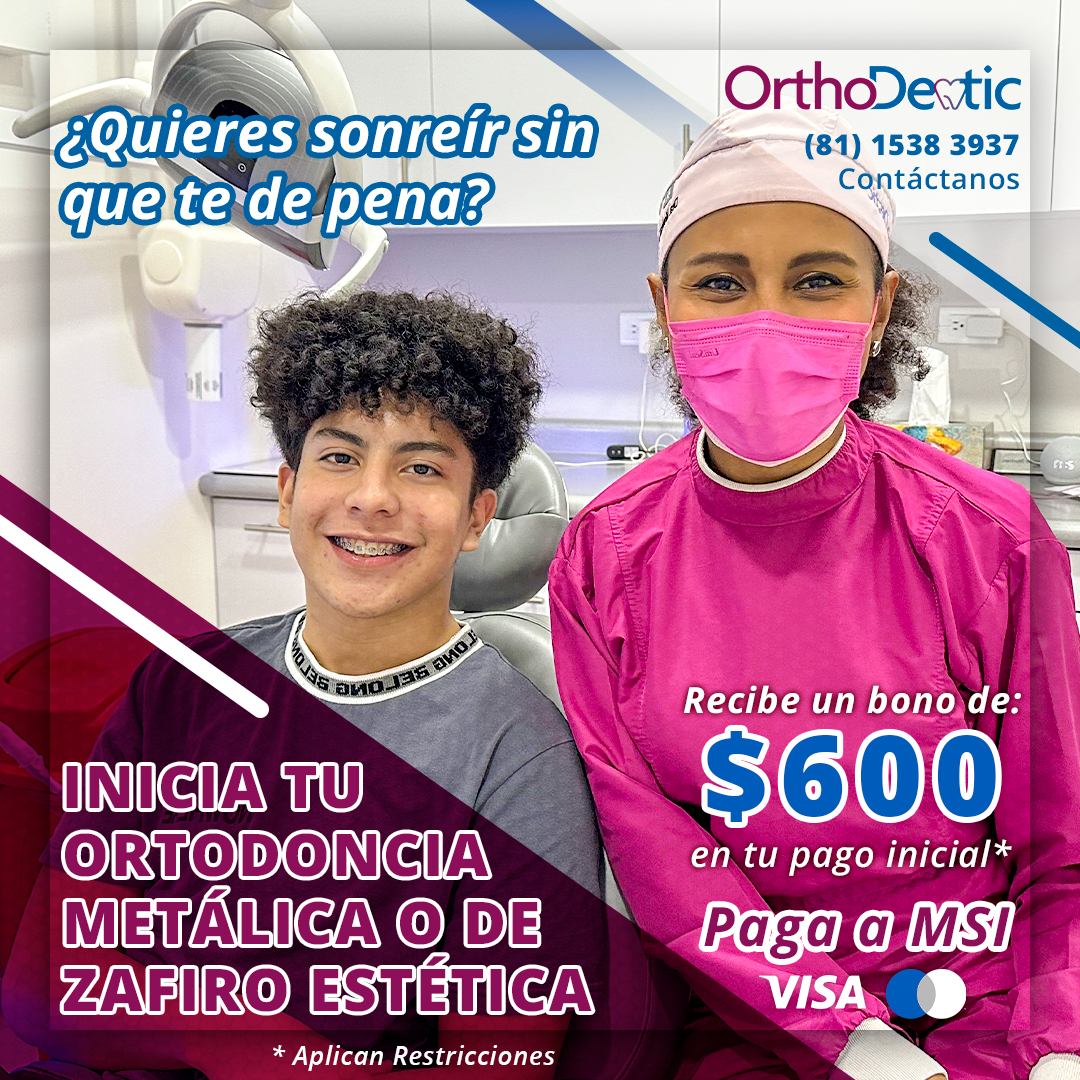 ¿Quieres sonreír sin
que te de pena?
OrthoDentic
(81) 1538 3937
Contáctanos
INICIA TU
ORTODONCIA
METÁLICA O DE
ZAFIRO ESTÉTICA
Recibe un bono de:
$600
en tu pago inicial*
Paga a MSI
VISA
* Aplican Restricciones